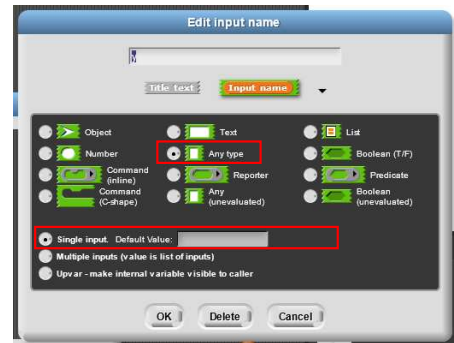 Edit input name
Title text Input name
Object Text List
Number Any type Boolean (T/F)
Command (inline) Reporter Predicate
Command (C-shape) Any (unevaluated) Boolean (unevaluated)
Single input. Default Value:
Multiple inputs (value is list of inputs)
Upvar - make internal variable visible to caller
OK Delete Cancel